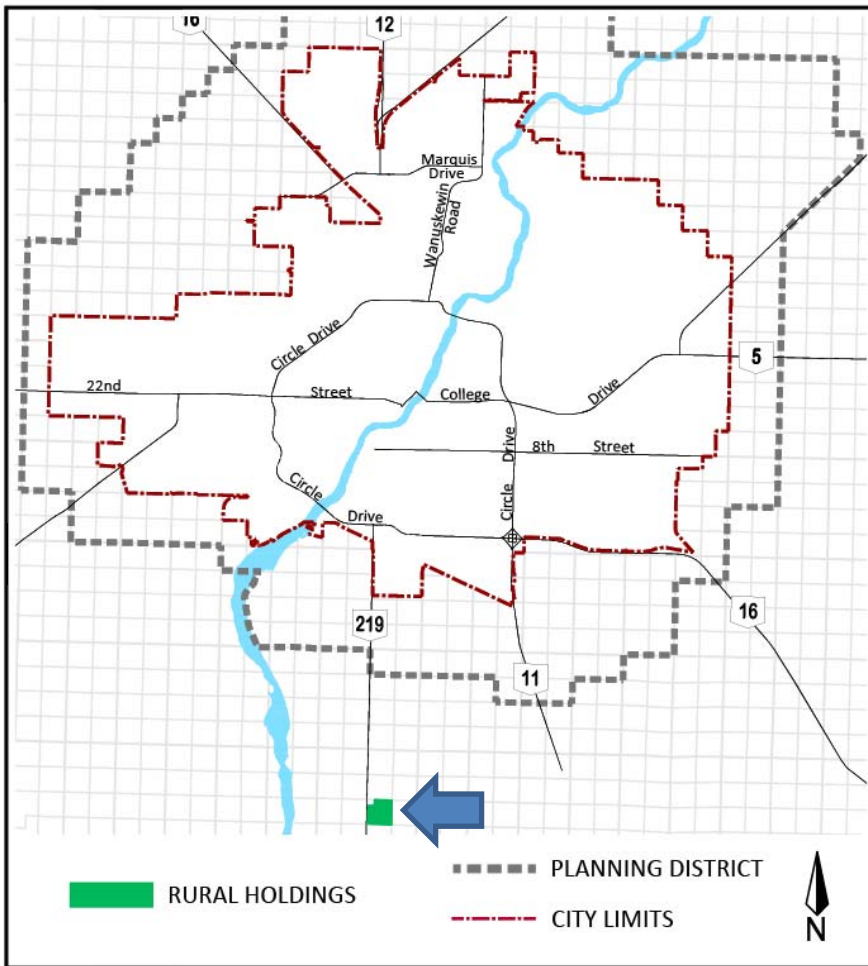 16
12
Marquis
Drive
Wanuskewin
Road
Circle Drive
5
22nd Street College Drive
Drive
8th Street
Circle
Circle
Drive
219
16
11
RURAL HOLDINGS
PLANNING DISTRICT
CITY LIMITS
N